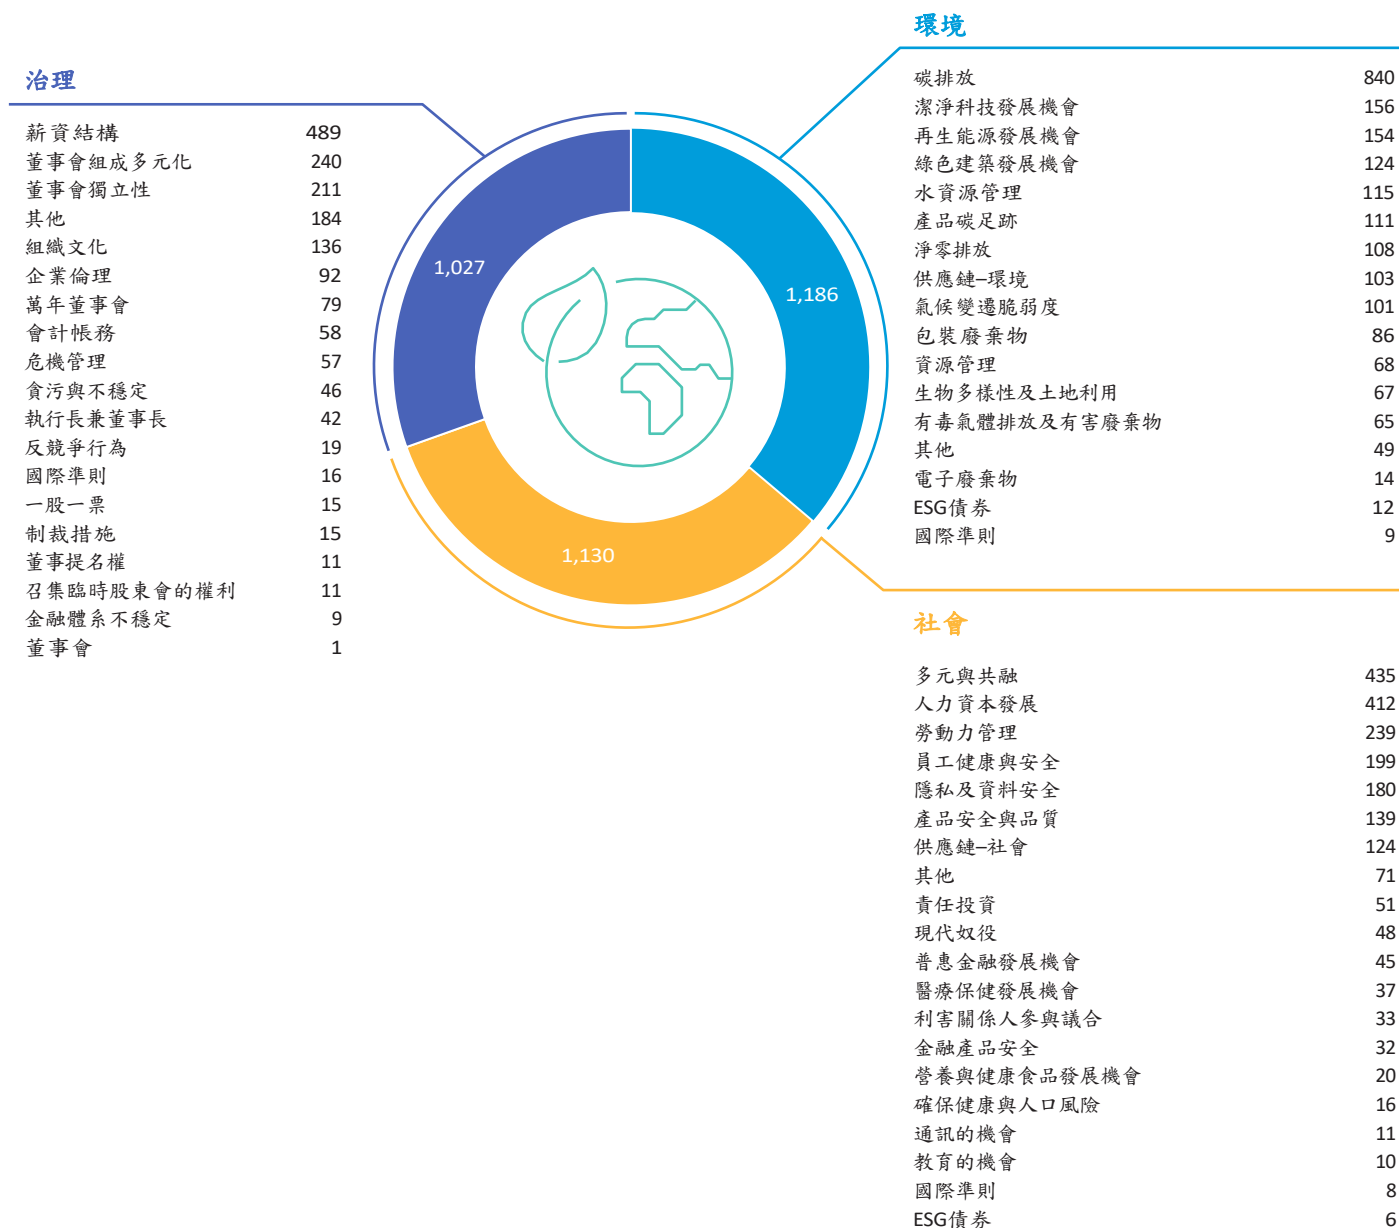 治理
薪資結構 489
董事會組成多元化 240
董事會獨立性 211
其他 184
組織文化 136
企業倫理 92
萬年董事會 79
會計帳務 58
危機管理 57
貪污與不穩定 46
執行長兼董事長 42
反競爭行為 19
國際準則 16
一股一票 15
制裁措施 15
董事提名權 11
召集臨時股東會的權利 11
金融體系不穩定 9
董事會 1
1,027
1,186
1,130
環境
碳排放 840
潔淨科技發展機會 156
再生能源發展機會 154
綠色建築發展機會 124
水資源管理 115
產品碳足跡 111
淨零排放 108
供應鏈–環境 103
氣候變遷脆弱度 101
包裝廢棄物 86
資源管理 68
生物多樣性及土地利用 67
有毒氣體排放及有害廢棄物 65
其他 49
電子廢棄物 14
ESG債券 12
國際準則 9
社會
多元與共融 435
人力資本發展 412
勞動力管理 239
員工健康與安全 199
隱私及資料安全 180
產品安全與品質 139
供應鏈–社會 124
其他 71
責任投資 51
現代奴役 48
普惠金融發展機會 45
醫療保健發展機會 37
利害關係人參與議合 33
金融產品安全 32
營養與健康食品發展機會 20
確保健康與人口風險 16
通訊的機會 11
教育的機會 10
國際準則 8
ESG債券 6